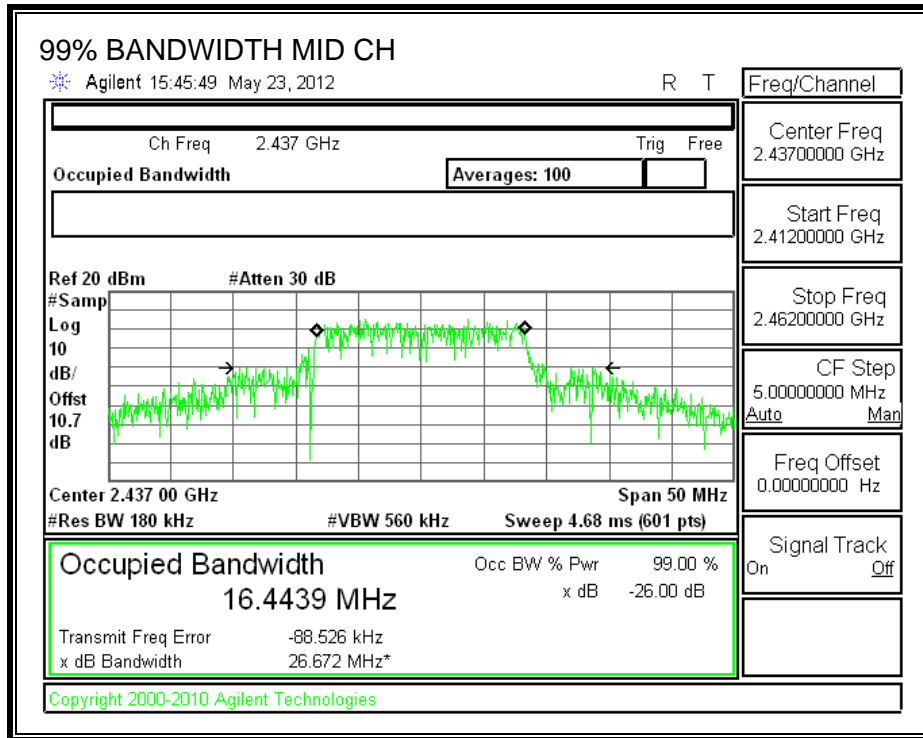 99% BANDWIDTH MID CH
Agilent 15:45:49 May 23, 2012 R T
Freq/Channel
Ch Freq 2.437 GHz Trig Free
Occupied Bandwidth Averages: 100
Center Freq
2.43700000 GHz
Start Freq
2.41200000 GHz
Stop Freq
2.46200000 GHz
CF Step
5.00000000 MHz
Auto Man
Freq Offset
0.00000000 Hz
Signal Track
On Off
Ref 20 dBm #Atten 30 dB
#Samp
Log
10
dB/
Offst
10.7
dB
Center 2.437 00 GHz Span 50 MHz
#Res BW 180 kHz #VBW 560 kHz Sweep 4.68 ms (601 pts)
Occupied Bandwidth Occ BW % Pwr 99.00 %
16.4439 MHz x dB -26.00 dB
Transmit Freq Error -88.526 kHz
x dB Bandwidth 26.672 MHz*
Copyright 2000-2010 Agilent Technologies